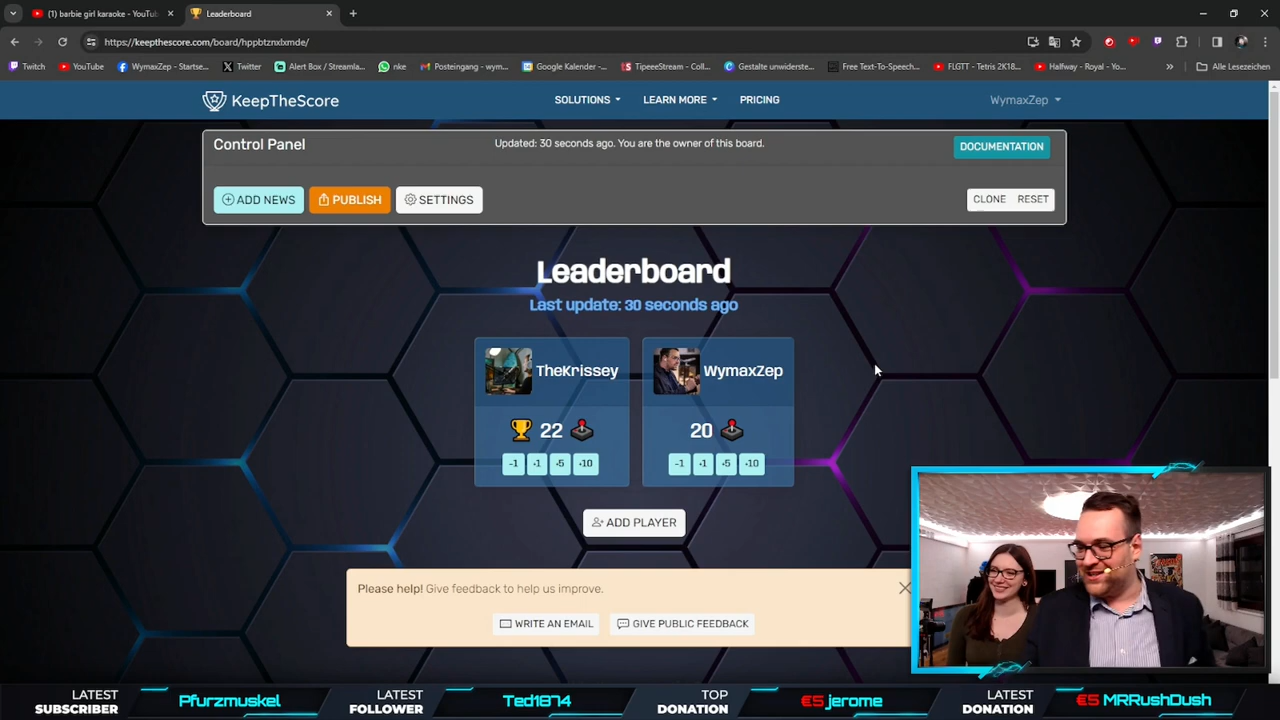 (1) barbie girl karaoke - YouTub
Leaderboard
https://keepthescore.com/board/hppbtznxlxmde/
Twitch
YouTube
WymaxZep - Startse...
Twitter
Alert Box / Streamla...
nke
Posteingang - wym...
Google Kalender -...
TipeeeStream - Coll...
Gestalte unwiderste...
Free Text-To-Speech...
FLGTT - Tetris 2K18...
Halfway - Royal - Yo...
»
Alle Lesezeichen
KeepTheScore
SOLUTIONS
LEARN MORE
PRICING
WymaxZep
Control Panel
Updated: 30 seconds ago. You are the owner of this board.
DOCUMENTATION
ADD NEWS
PUBLISH
SETTINGS
CLONE
RESET
Leaderboard
Last update: 30 seconds ago
TheKrissey
WymaxZep
22
20
-1 +1 +5 +10
-1 +1 +5 +10
ADD PLAYER
Please help! Give feedback to help us improve.
WRITE AN EMAIL
GIVE PUBLIC FEEDBACK
LATEST
SUBSCRIBER
Pfurzmuskel
LATEST
FOLLOWER
Ted1874
TOP
DONATION
€5 jerome
LATEST
DONATION
€5 MRRushDush